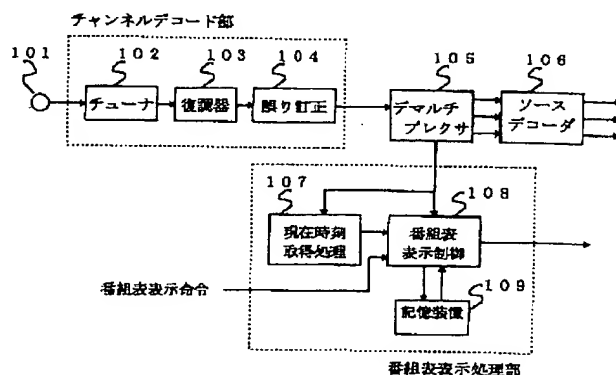 チャンネルデコード部
101
102
103
104
105
106
チューナ
復調器
誤り訂正
デマルチ
プレクサ
ソース
デコーダ
107
108
現在時刻
取得処理
番組表
表示制御
番組表表示命令
109
記憶装置
番組表表示処理部